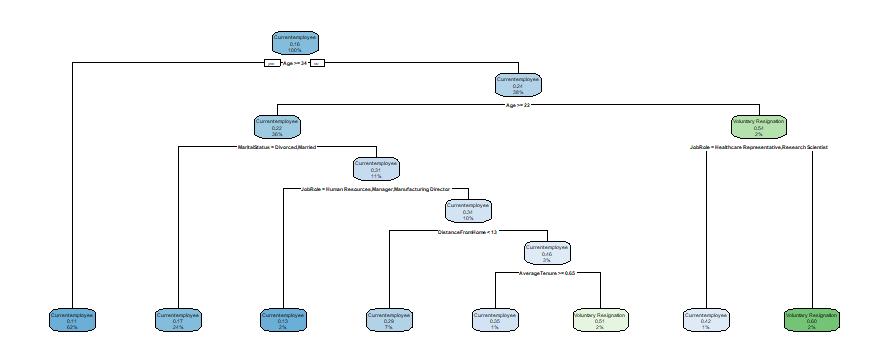 Currentemployee
0.16
100%
yes
Age >= 34
no
Currentemployee
0.24
38%
Age >= 22
Currentemployee
0.22
36%
Voluntary Resignation
0.54
2%
MaritalStatus = Divorced,Married
JobRole = Healthcare Representative,Research Scientist
Currentemployee
0.31
11%
JobRole = Human Resources,Manager,Manufacturing Director
Currentemployee
0.34
10%
DistanceFromHome < 13
Currentemployee
0.46
3%
AverageTenure >= 0.65
Currentemployee
0.11
62%
Currentemployee
0.17
24%
Currentemployee
0.13
2%
Currentemployee
0.29
7%
Currentemployee
0.35
1%
Voluntary Resignation
0.51
2%
Currentemployee
0.42
1%
Voluntary Resignation
0.60
2%